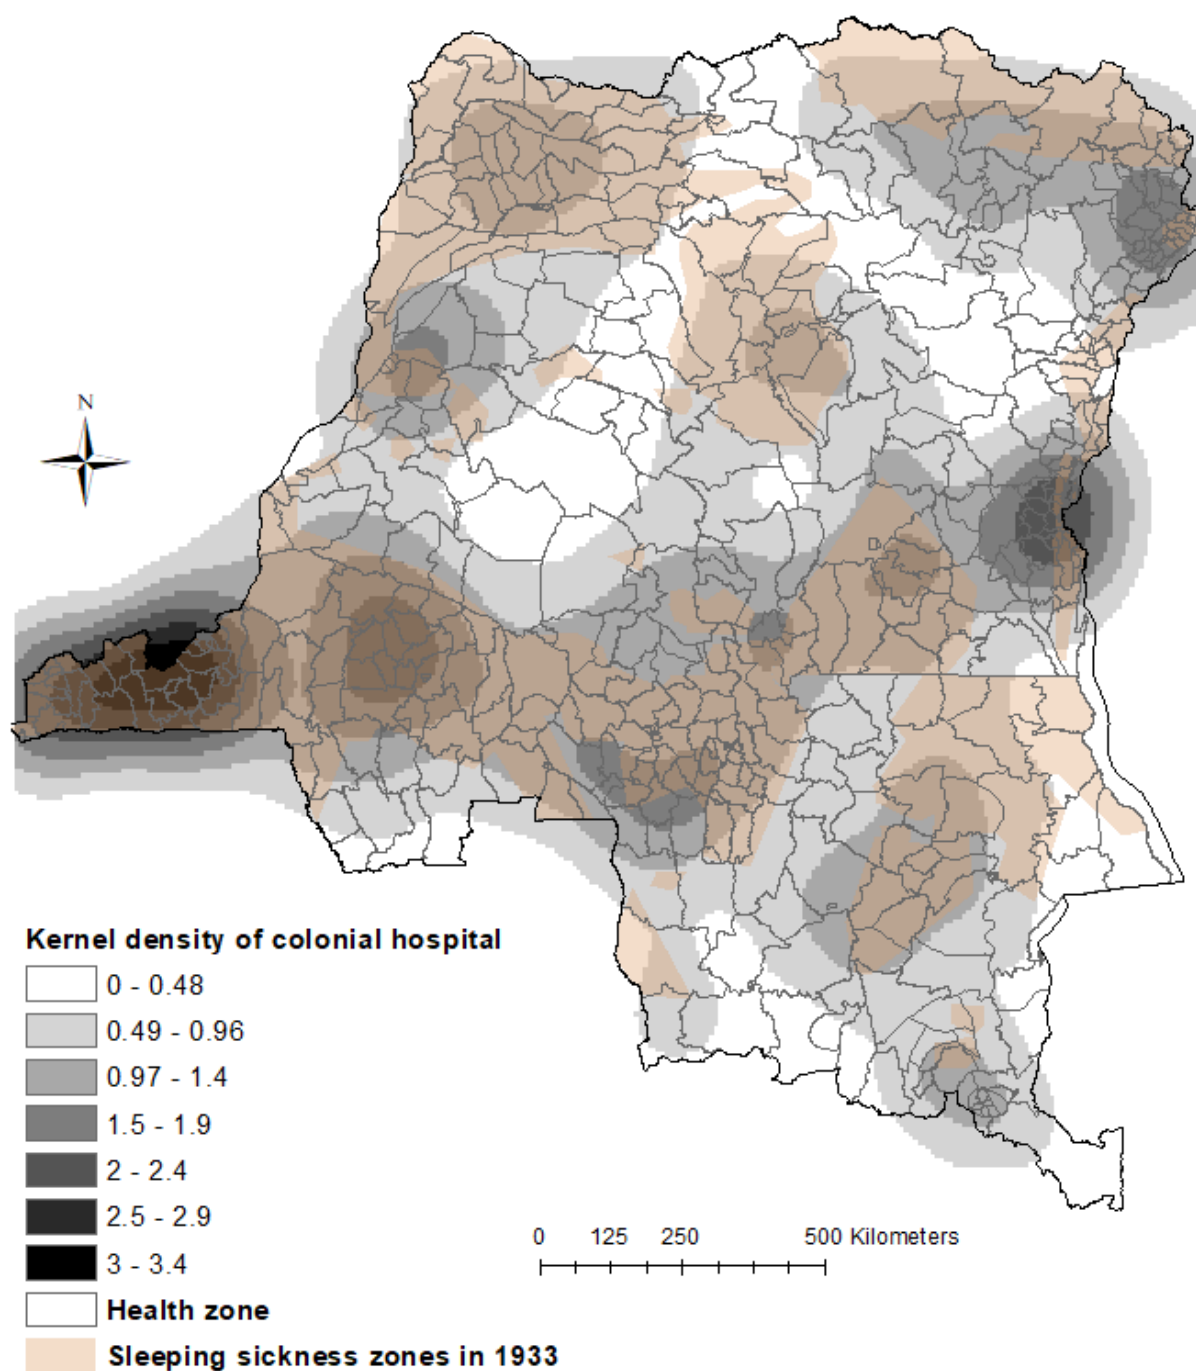 N
Kernel density of colonial hospital
0 - 0.48
0.49 - 0.96
0.97 - 1.4
1.5 - 1.9
2 - 2.4
2.5 - 2.9
3 - 3.4
Health zone
Sleeping sickness zones in 1933
0 125 250 500 Kilometers